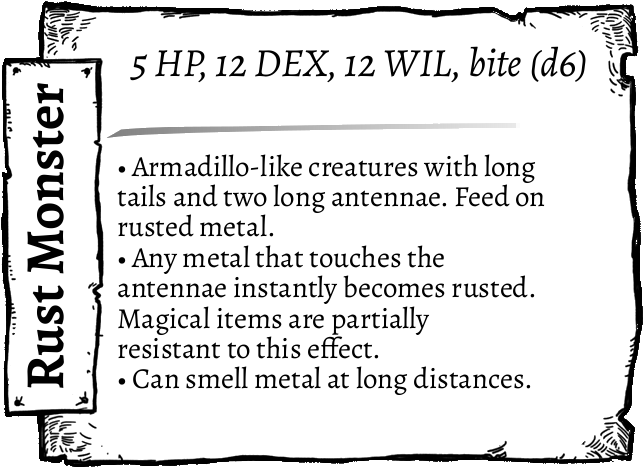 Rust Monster
5 HP, 12 DEX, 12 WIL, bite (d6)
• Armadillo-like creatures with long
tails and two long antennae. Feed on
rusted metal.
• Any metal that touches the
antennae instantly becomes rusted.
Magical items are partially
resistant to this effect.
• Can smell metal at long distances.